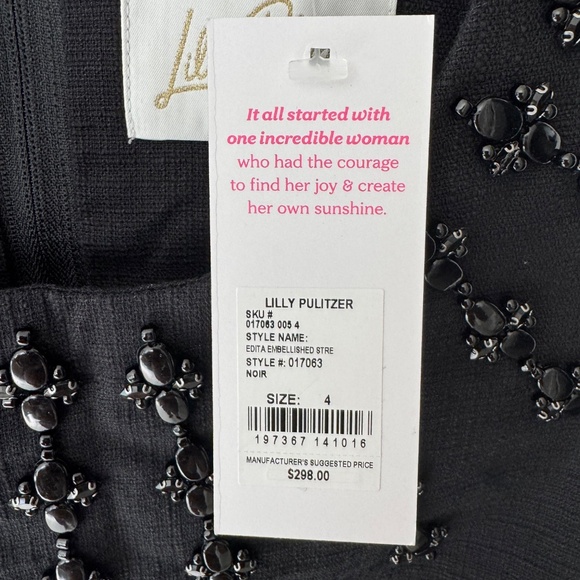 It all started with
one incredible woman
who had the courage
to find her joy & create
her own sunshine.
LILLY PULITZER
SKU #
017063 005 4
STYLE NAME:
EDITA EMBELLISHED STRE
STYLE #: 017063
NOIR
SIZE: 4
197367 141016
MANUFACTURER'S SUGGESTED PRICE
$298.00